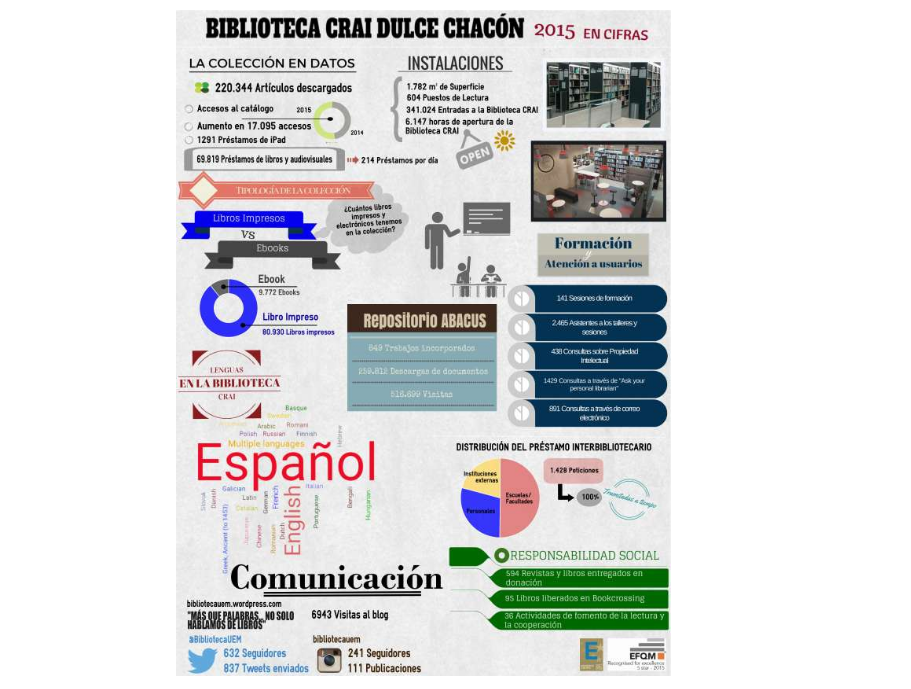 BIBLIOTECA CRAI DULCE CHACÓN 2015 EN CIFRAS
LA COLECCIÓN EN DATOS
220.344 Artículos descargados
Accesos al catálogo
2015
Aumento en 17.095 accesos
2014
1291 Préstamos de iPad
69.819 Préstamos de libros y audiovisuales
214 Préstamos por día
INSTALACIONES
1.782 m² de Superficie
604 Puestos de Lectura
341.024 Entradas a la Biblioteca CRAI
6.147 horas de apertura de la
Biblioteca CRAI
OPEN
TIPOLOGÍA DE LA COLECCIÓN
Libros Impresos
VS
Ebooks
¿Cuántos libros
impresos y
electrónicos tenemos
en la colección?
Ebook
9.772 Ebooks
Libro Impreso
80.930 Libros impresos
Formación
y
Atención a usuarios
141 Sesiones de formación
2.465 Asistentes a los talleres y
sesiones
438 Consultas sobre Propiedad
Intelectual
1429 Consultas a través de "Ask your
personal librarian"
891 Consultas a través de correo
electrónico
Repositorio ABACUS
649 Trabajos incorporados
Descargas de documentos
Visitas
LENGUAS
EN LA BIBLIOTECA
CRAI
Basque
Swedish
Arabic
Romani
Polish
Russian
Finnish
Hebrew
Multiple languages
Español
Slovak
Danish
Galician
Latin
Catalan
German
French
English
Italian
Portuguese
Bengali
Hungarian
Greek, Ancient (to 1453)
Japanese
Chinese
Romanian
Dutch
DISTRIBUCIÓN DEL PRÉSTAMO INTERBIBLIOTECARIO
Instituciones
externas
Escuelas/
Facultades
Personales
1.428 Peticiones
100%
Tramitadas a tiempo
RESPONSABILIDAD SOCIAL
594 Revistas y libros entregados en
donación
85 Libros liberados en Bookcrossing
36 Actividades de fomento de la lectura y
la cooperación
Comunicación
bibliotecauem.wordpress.com
"MÁS QUE PALABRAS... NO SOLO
HABLAMOS DE LIBROS"
6943 Visitas al blog
@BibliotecaUEM
632 Seguidores
837 Tweets enviados
bibliotecauem
241 Seguidores
111 Publicaciones
E
EFQM
Recognised for excellence
5 star - 2015